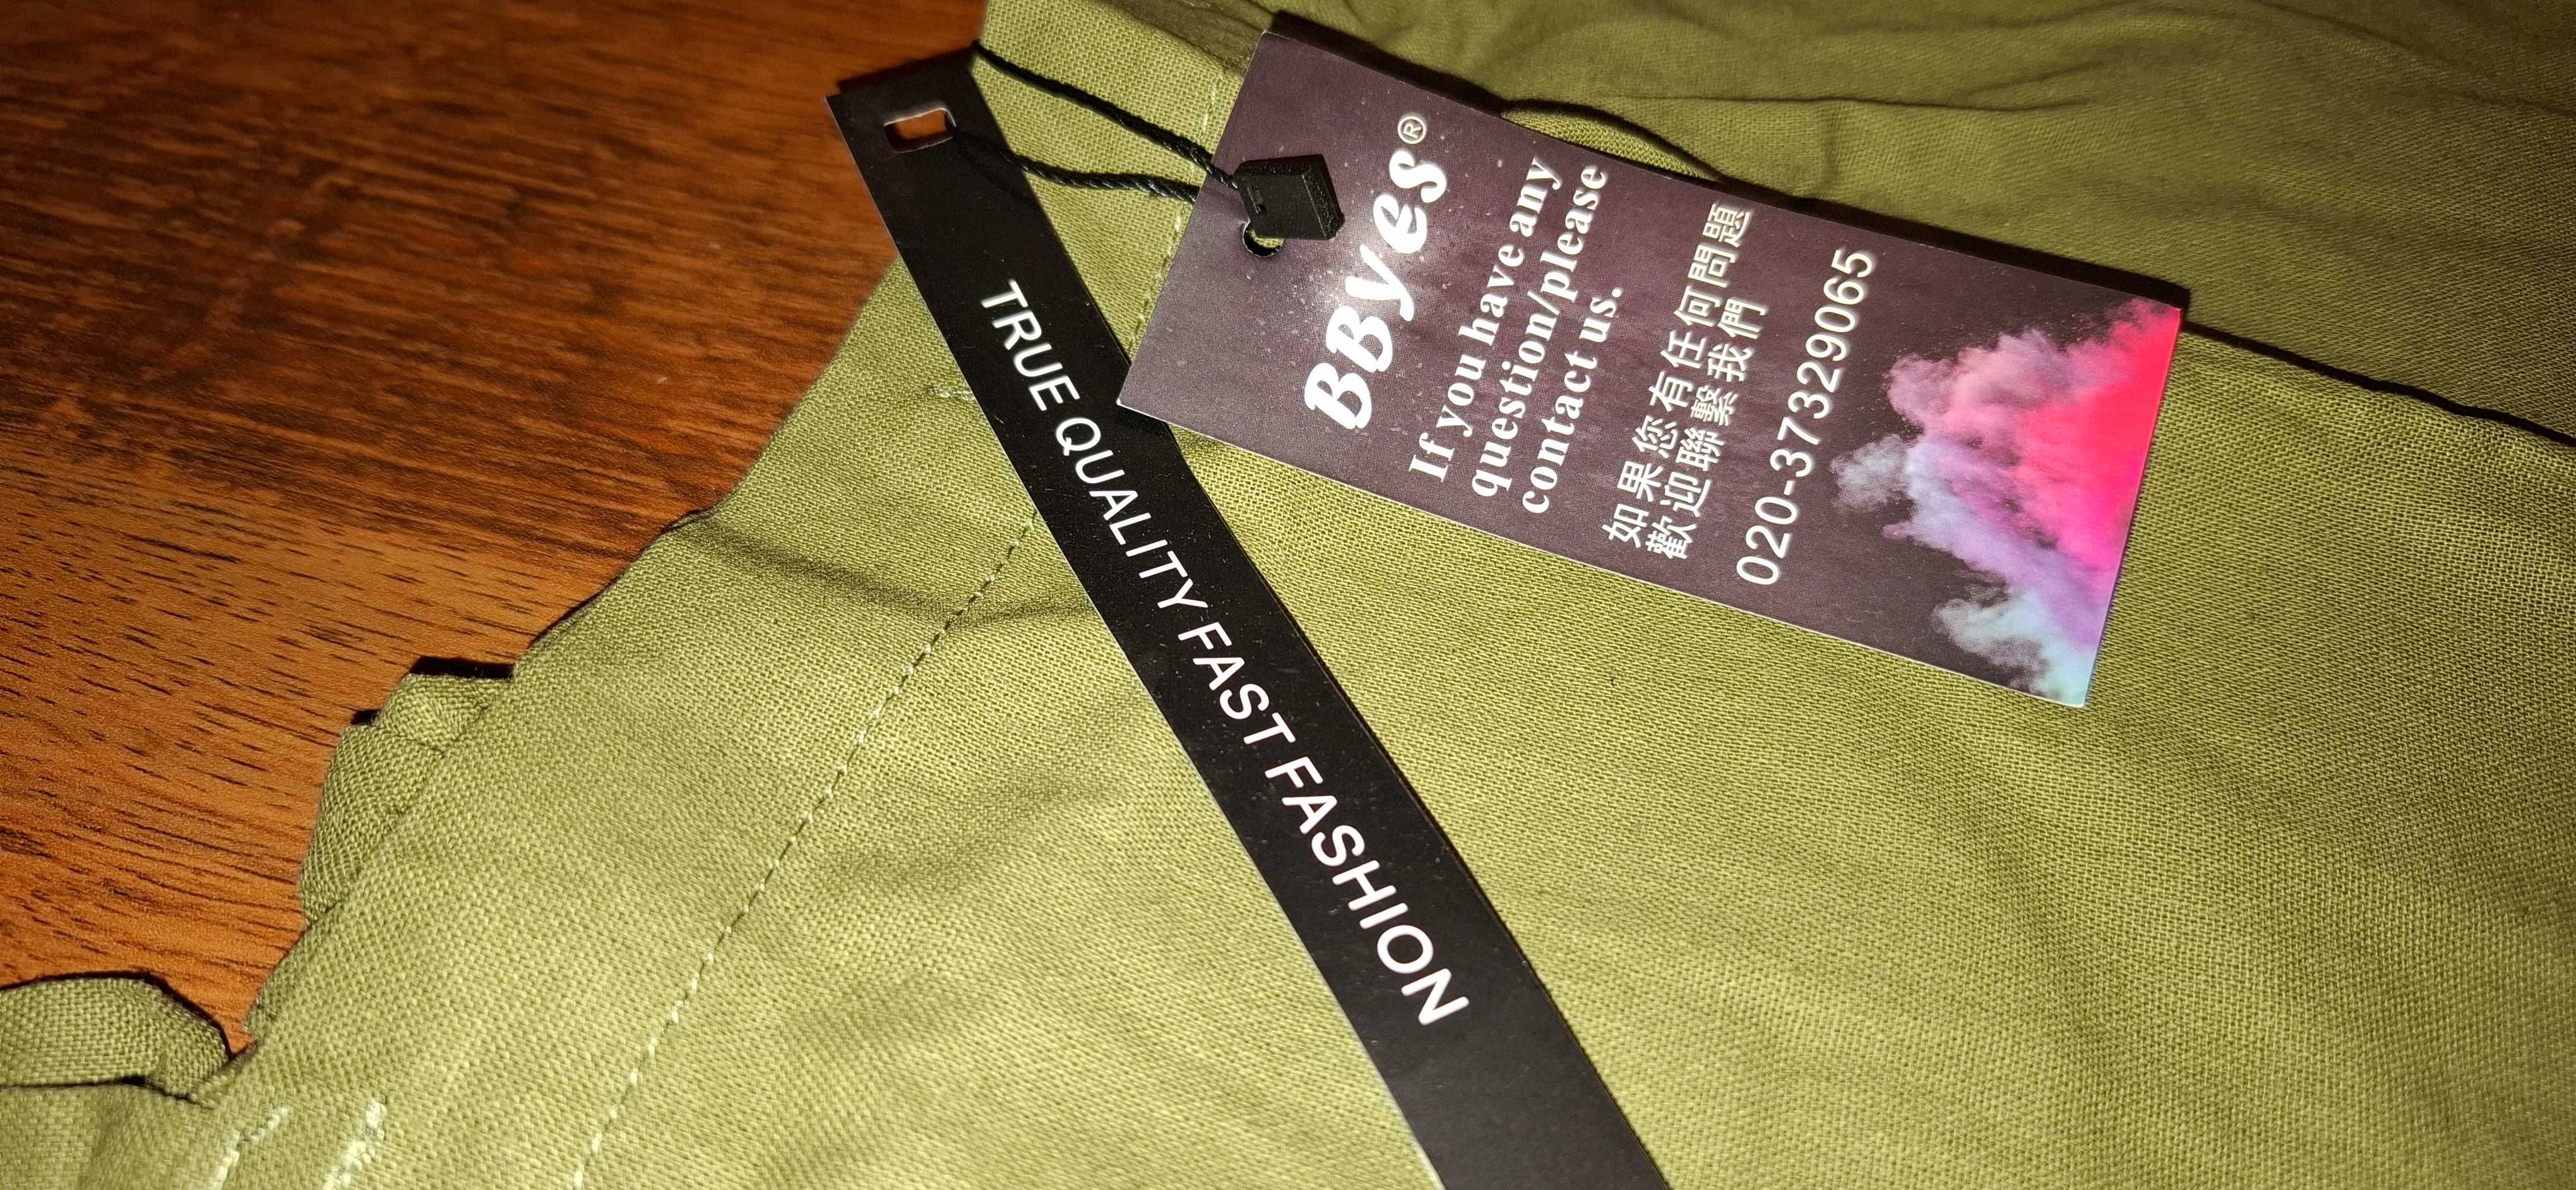 TRUE QUALITY FAST FASHION
BByes®
If you have any
question/please
contact us.
如果您有任何問題
歡迎聯繫我們
020-37329065